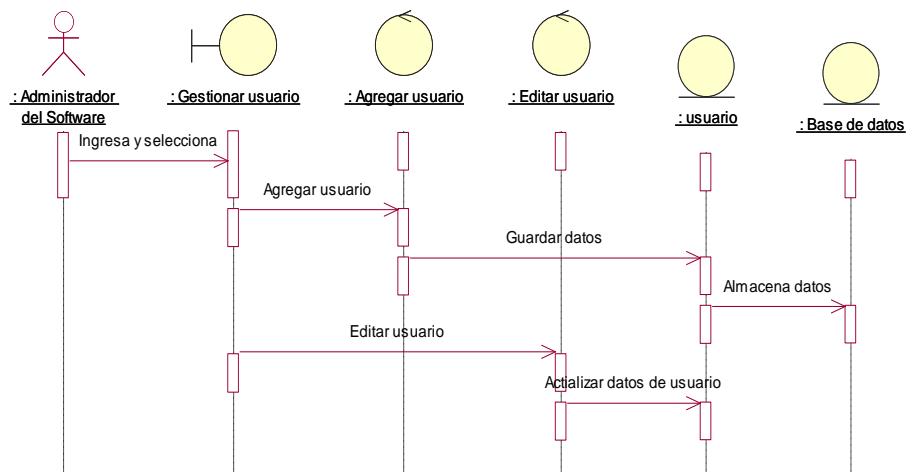 : Administrador
del Software
: Gestionar usuario
: Agregar usuario
: Editar usuario
: usuario
: Base de datos
Ingresa y selecciona
Agregar usuario
Guardar datos
Almacena datos
Editar usuario
Actializar datos de usuario